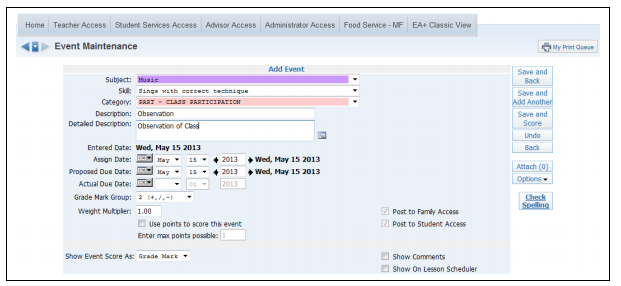 Home Teacher Access Student Services Access Advisor Access Administrator Access Food Service - MF EA+ Classic View
Event Maintenance My Print Queue
Add Event
Subject: Music
Skill: Sings with correct technique
Category: PART - CLASS PARTICIPATION
Description: Observation
Detailed Description: Observation of Class
Entered Date: Wed, May 15 2013
Assign Date: May 15 2013 Wed, May 15 2013
Proposed Due Date: May 15 2013 Wed, May 15 2013
Actual Due Date: 01 2013
Grade Mark Group: 2 (+,/,-)
Weight Multiplier: 1.00 Post to Family Access
Use points to score this event Post to Student Access
Enter max points possible: 1
Show Event Score As: Grade Mark Show Comments
Show On Lesson Scheduler
Save and
Back
Save and
Add Another
Save and
Score
Undo
Back
Attach (0)
Options
Check
Spelling